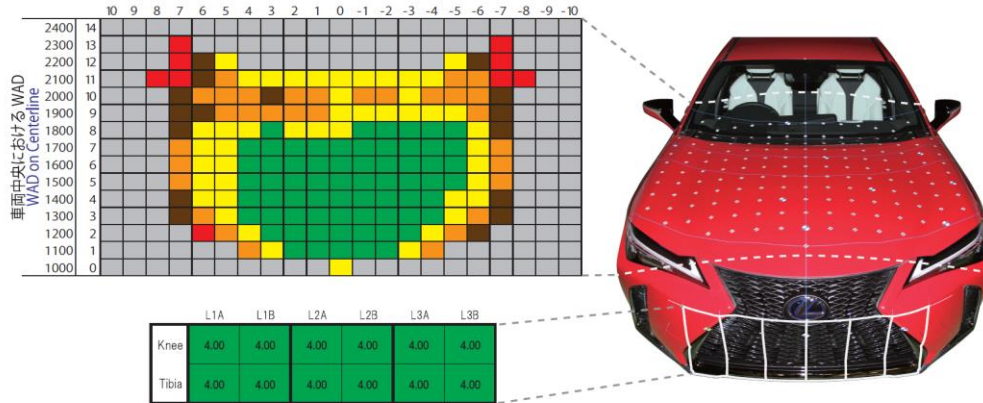 10 9 8 7 6 5 4 3 2 1 0 -1 -2 -3 -4 -5 -6 -7 -8 -9 -10
車両中央におけるWAD
WAD on Centerline
2400 14
2300 13
2200 12
2100 11
2000 10
1900 9
1800 8
1700 7
1600 6
1500 5
1400 4
1300 3
1200 2
1100 1
1000 0
L1A L1B L2A L2B L3A L3B
Knee 4.00 4.00 4.00 4.00 4.00 4.00
Tibia 4.00 4.00 4.00 4.00 4.00 4.00